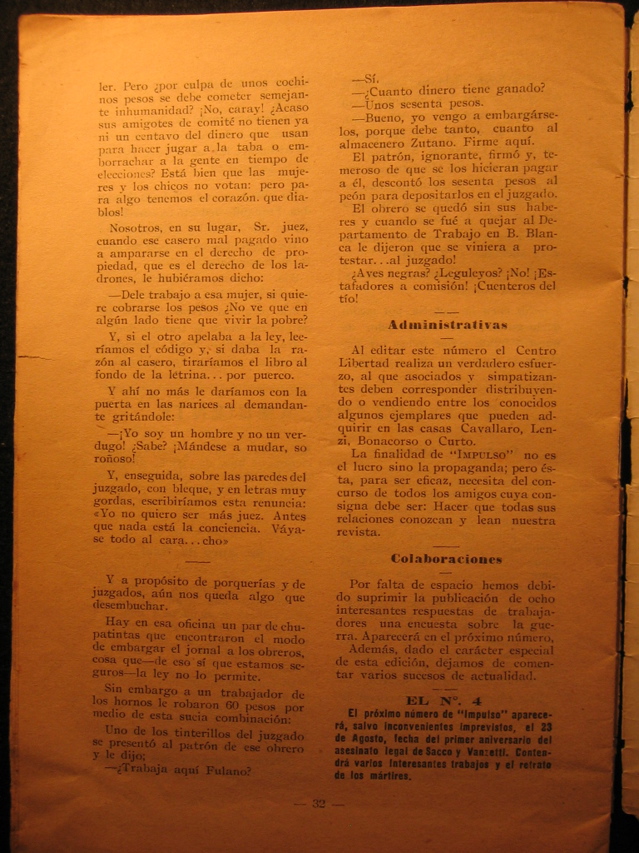 ler. Pero ¿por culpa de unos cochi-
nos pesos se debe cometer semejan-
te inhumanidad? ¡No, caray! ¿Acaso
sus amigotes de comité no tienen ya
ni un centavo del dinero que usan
para hacer jugar a la taba o em-
borrachar a la gente en tiempo de
elecciones? Está bien que las muje-
res y los chicos no votan: pero pa-
ra algo tenemos el corazón. que dia-
blos!
Nosotros, en su lugar, Sr. juez,
cuando ese casero mal pagado vino
a ampararse en el derecho de pro-
piedad, que es el derecho de los la-
drones, le hubiéramos dicho:
—Dele trabajo a esa mujer, si quie-
re cobrarse los pesos ¿No ve que en
algún lado tiene que vivir la pobre?
Y, si el otro apelaba a la ley, lee-
ríamos el código y, si daba la ra-
zón al casero, tiraríamos el libro al
fondo de la letrina... por puerco.
Y ahí no más le daríamos con la
puerta en las narices al demandan-
te gritándole:
—¡Yo soy un hombre y no un ver-
dugo! ¿Sabe? ¡Mándese a mudar, so
roñoso!
Y, enseguida, sobre las paredes del
juzgado, con bleque, y en letras muy
gordas, escribiríamos esta renuncia:
«Yo no quiero ser más juez. Antes
que nada está la conciencia. Váya-
se todo al cara...cho»
Y a propósito de porquerías y de
juzgados, aún nos queda algo que
desembuchar.
Hay en esa oficina un par de chu-
patintas que encontraron el modo
de embargar el jornal a los obreros,
cosa que—de eso sí que estamos se-
guros—la ley no lo permite.
Sin embargo a un trabajador de
los hornos le robaron 60 pesos por
medio de esta sucia combinación:
Uno de los tinterillos del juzgado
se presentó al patrón de ese obrero
y le dijo;
—¿Trabaja aquí Fulano?
—Sí.
—¿Cuanto dinero tiene ganado?
—Unos sesenta pesos.
—Bueno, yo vengo a embargárse-
los, porque debe tanto, cuanto al
almacenero Zutano. Firme aquí.
El patrón, ignorante, firmó y, te-
meroso de que se los hicieran pagar
a él, descontó los sesenta pesos al
peón para depositarlos en el juzgado.
El obrero se quedó sin sus habe-
res y cuando se fué a quejar al De-
partamento de Trabajo en B. Blan-
ca le dijeron que se viniera a pro-
testar...al juzgado!
¿Aves negras? ¿Leguleyos? ¡No! ¡Es-
tafadores a comisión! ¡Cuenteros del
tío!
Administrativas
Al editar este número el Centro
Libertad realiza un verdadero esfuer-
zo, al que asociados y simpatizan-
tes deben corresponder distribuyen-
do o vendiendo entre los conocidos
algunos ejemplares que pueden ad-
quirir en las casas Cavallaro, Len-
zi, Bonacorso o Curto.
La finalidad de "IMPULSO" no es
el lucro sino la propaganda; pero és-
ta, para ser eficaz, necesita del con-
curso de todos los amigos cuya con-
signa debe ser: Hacer que todas sus
relaciones conozcan y lean nuestra
revista.
Colaboraciones
Por falta de espacio hemos debi-
do suprimir la publicación de ocho
interesantes respuestas de trabaja-
dores a una encuesta sobre la gue-
rra. Aparecerá en el próximo número,
Además, dado el carácter especial
de esta edición, dejamos de comen-
tar varios sucesos de actualidad.
EL Nº. 4
El próximo número de "Impulso" aparece-
rá, salvo inconvenientes imprevistos, el 23
de Agosto, fecha del primer aniversario del
asesinato legal de Sacco y Vanzetti. Conten-
drá varios interesantes trabajos y el retrato
de los mártires.
— 32 —